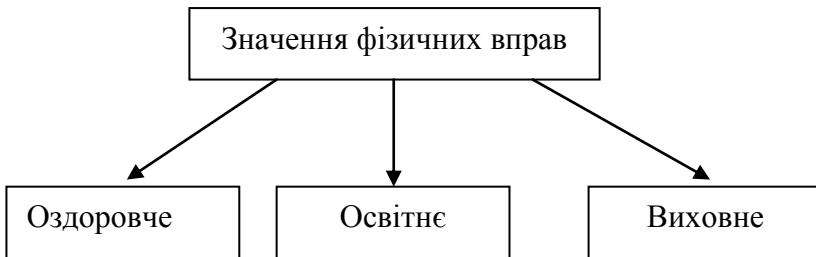 Значення фізичних вправ
Оздоровче
Освітнє
Виховне